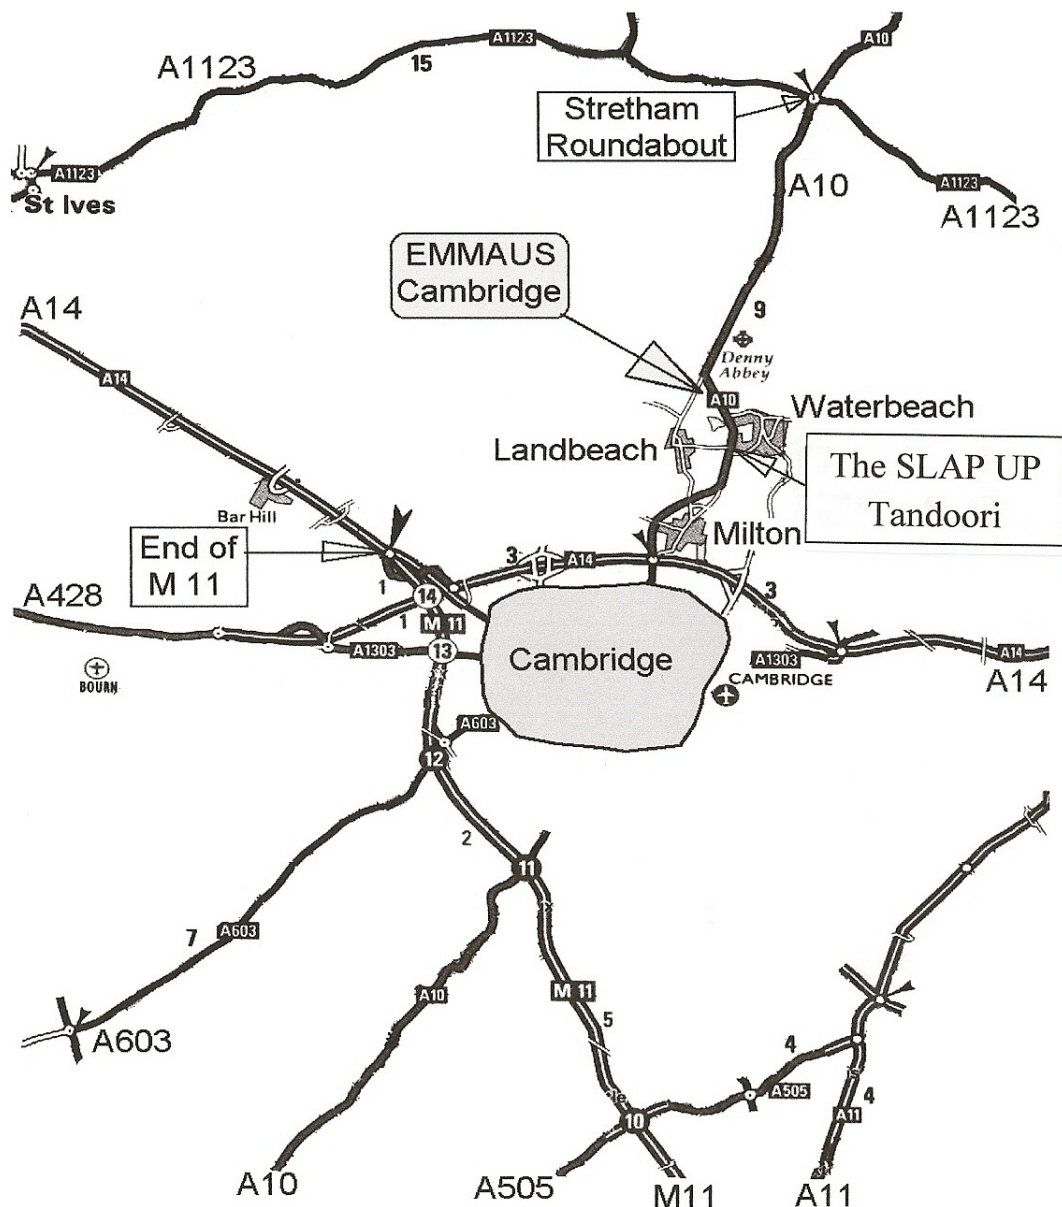 A1123
A10
A1123
15
Stretham
Roundabout
A1123
St Ives
A10
A1123
A1123
EMMAUS
Cambridge
A14
9
Denny
Abbey
A14
A10
Waterbeach
Landbeach
The SLAP UP
Tandoori
Bar Hill
Milton
End of
M 11
3
A14
1
A428
14
3
1
M 11
A1303
13
Cambridge
A1303
A14
BOURN
CAMBRIDGE
A14
A603
12
2
11
7
A603
A10
M 11
5
A603
4
A505
4
A11
10
A10
A505
M11
A11